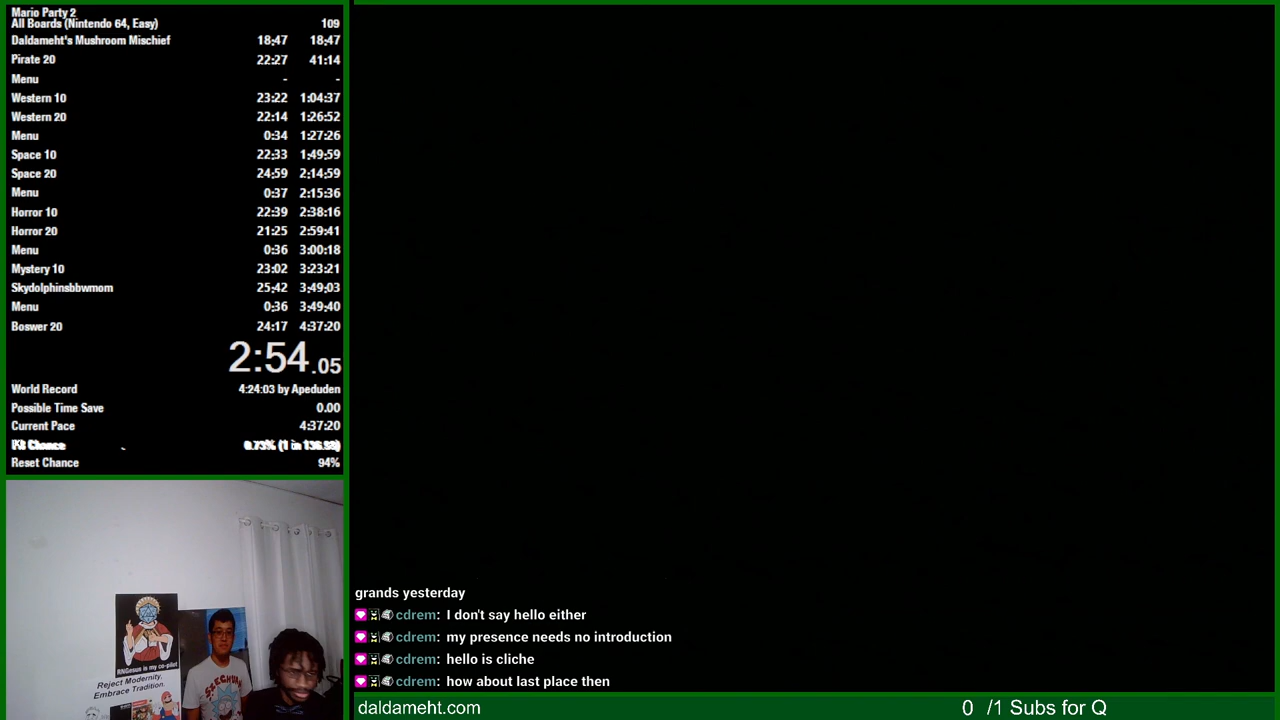 Mario Party 2
All Boards (Nintendo 64, Easy) 109
Daldameht's Mushroom Mischief 18:47 18:47
Pirate 20 22:27 41:14
Menu - -
Western 10 23:22 1:04:37
Western 20 22:14 1:26:52
Menu 0:34 1:27:26
Space 10 22:33 1:49:59
Space 20 24:59 2:14:59
Menu 0:37 2:15:36
Horror 10 22:39 2:38:16
Horror 20 21:25 2:59:41
Menu 0:36 3:00:18
Mystery 10 23:02 3:23:21
Skydolphinsbbwmom 25:42 3:49:03
Menu 0:36 3:49:40
Boswer 20 24:17 4:37:20
2:54.05
World Record 4:24:03 by Apeduden
Possible Time Save 0.00
Current Pace 4:37:20
Chance 0.73% (1 in
Reset Chance 94%
RNGesus is my co-pilot
Reject Modernity,
Embrace Tradition.
grands yesterday
cdrem: I don't say hello either
cdrem: my presence needs no introduction
cdrem: hello is cliche
cdrem: how about last place then
daldameht.com 0 /1 Subs for Q